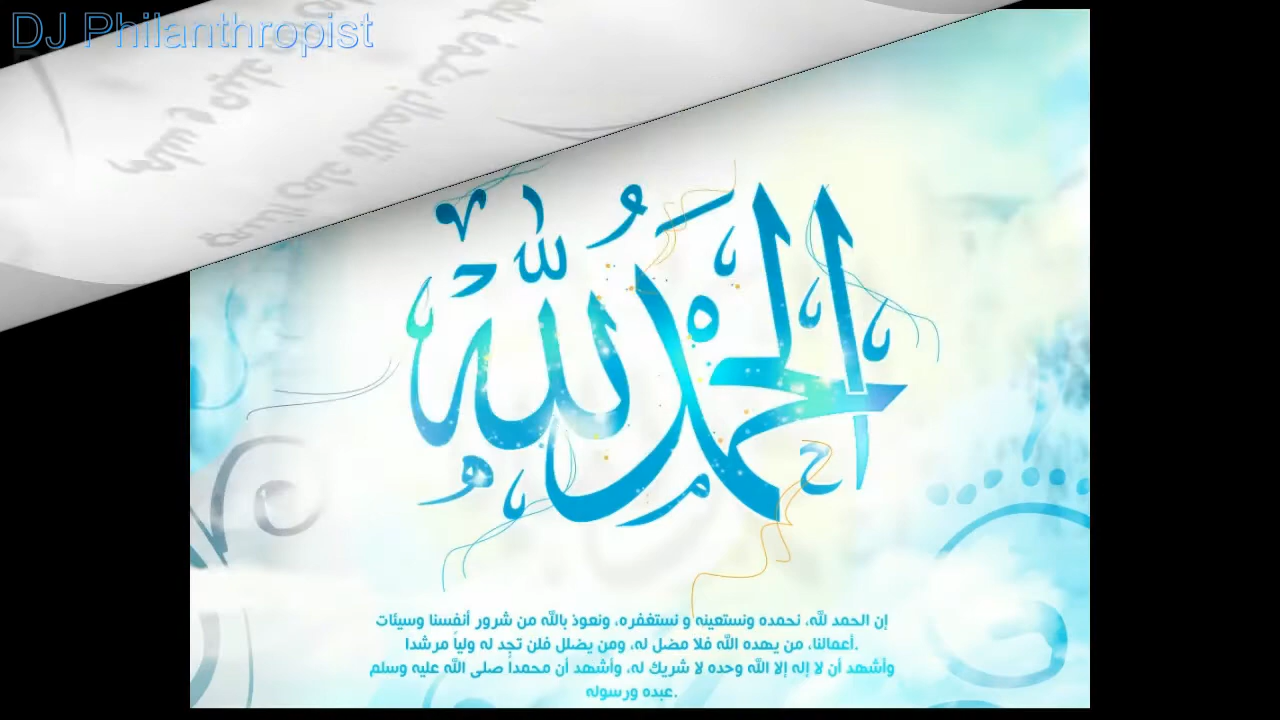 DJ Philanthropist
الحمد لله
إن الحمد لله، نحمده ونستعينه و نستغفره، ونعوذ بالله من شرور أنفسنا وسيئات
أعمالنا، من يهده الله فلا مضل له، ومن يضلل فلن تجد له ولياً مرشدا.
وأشهد أن لا إله إلا الله وحده لا شريك له، وأشهد أن محمداً صلى الله عليه وسلم
عبده ورسوله.